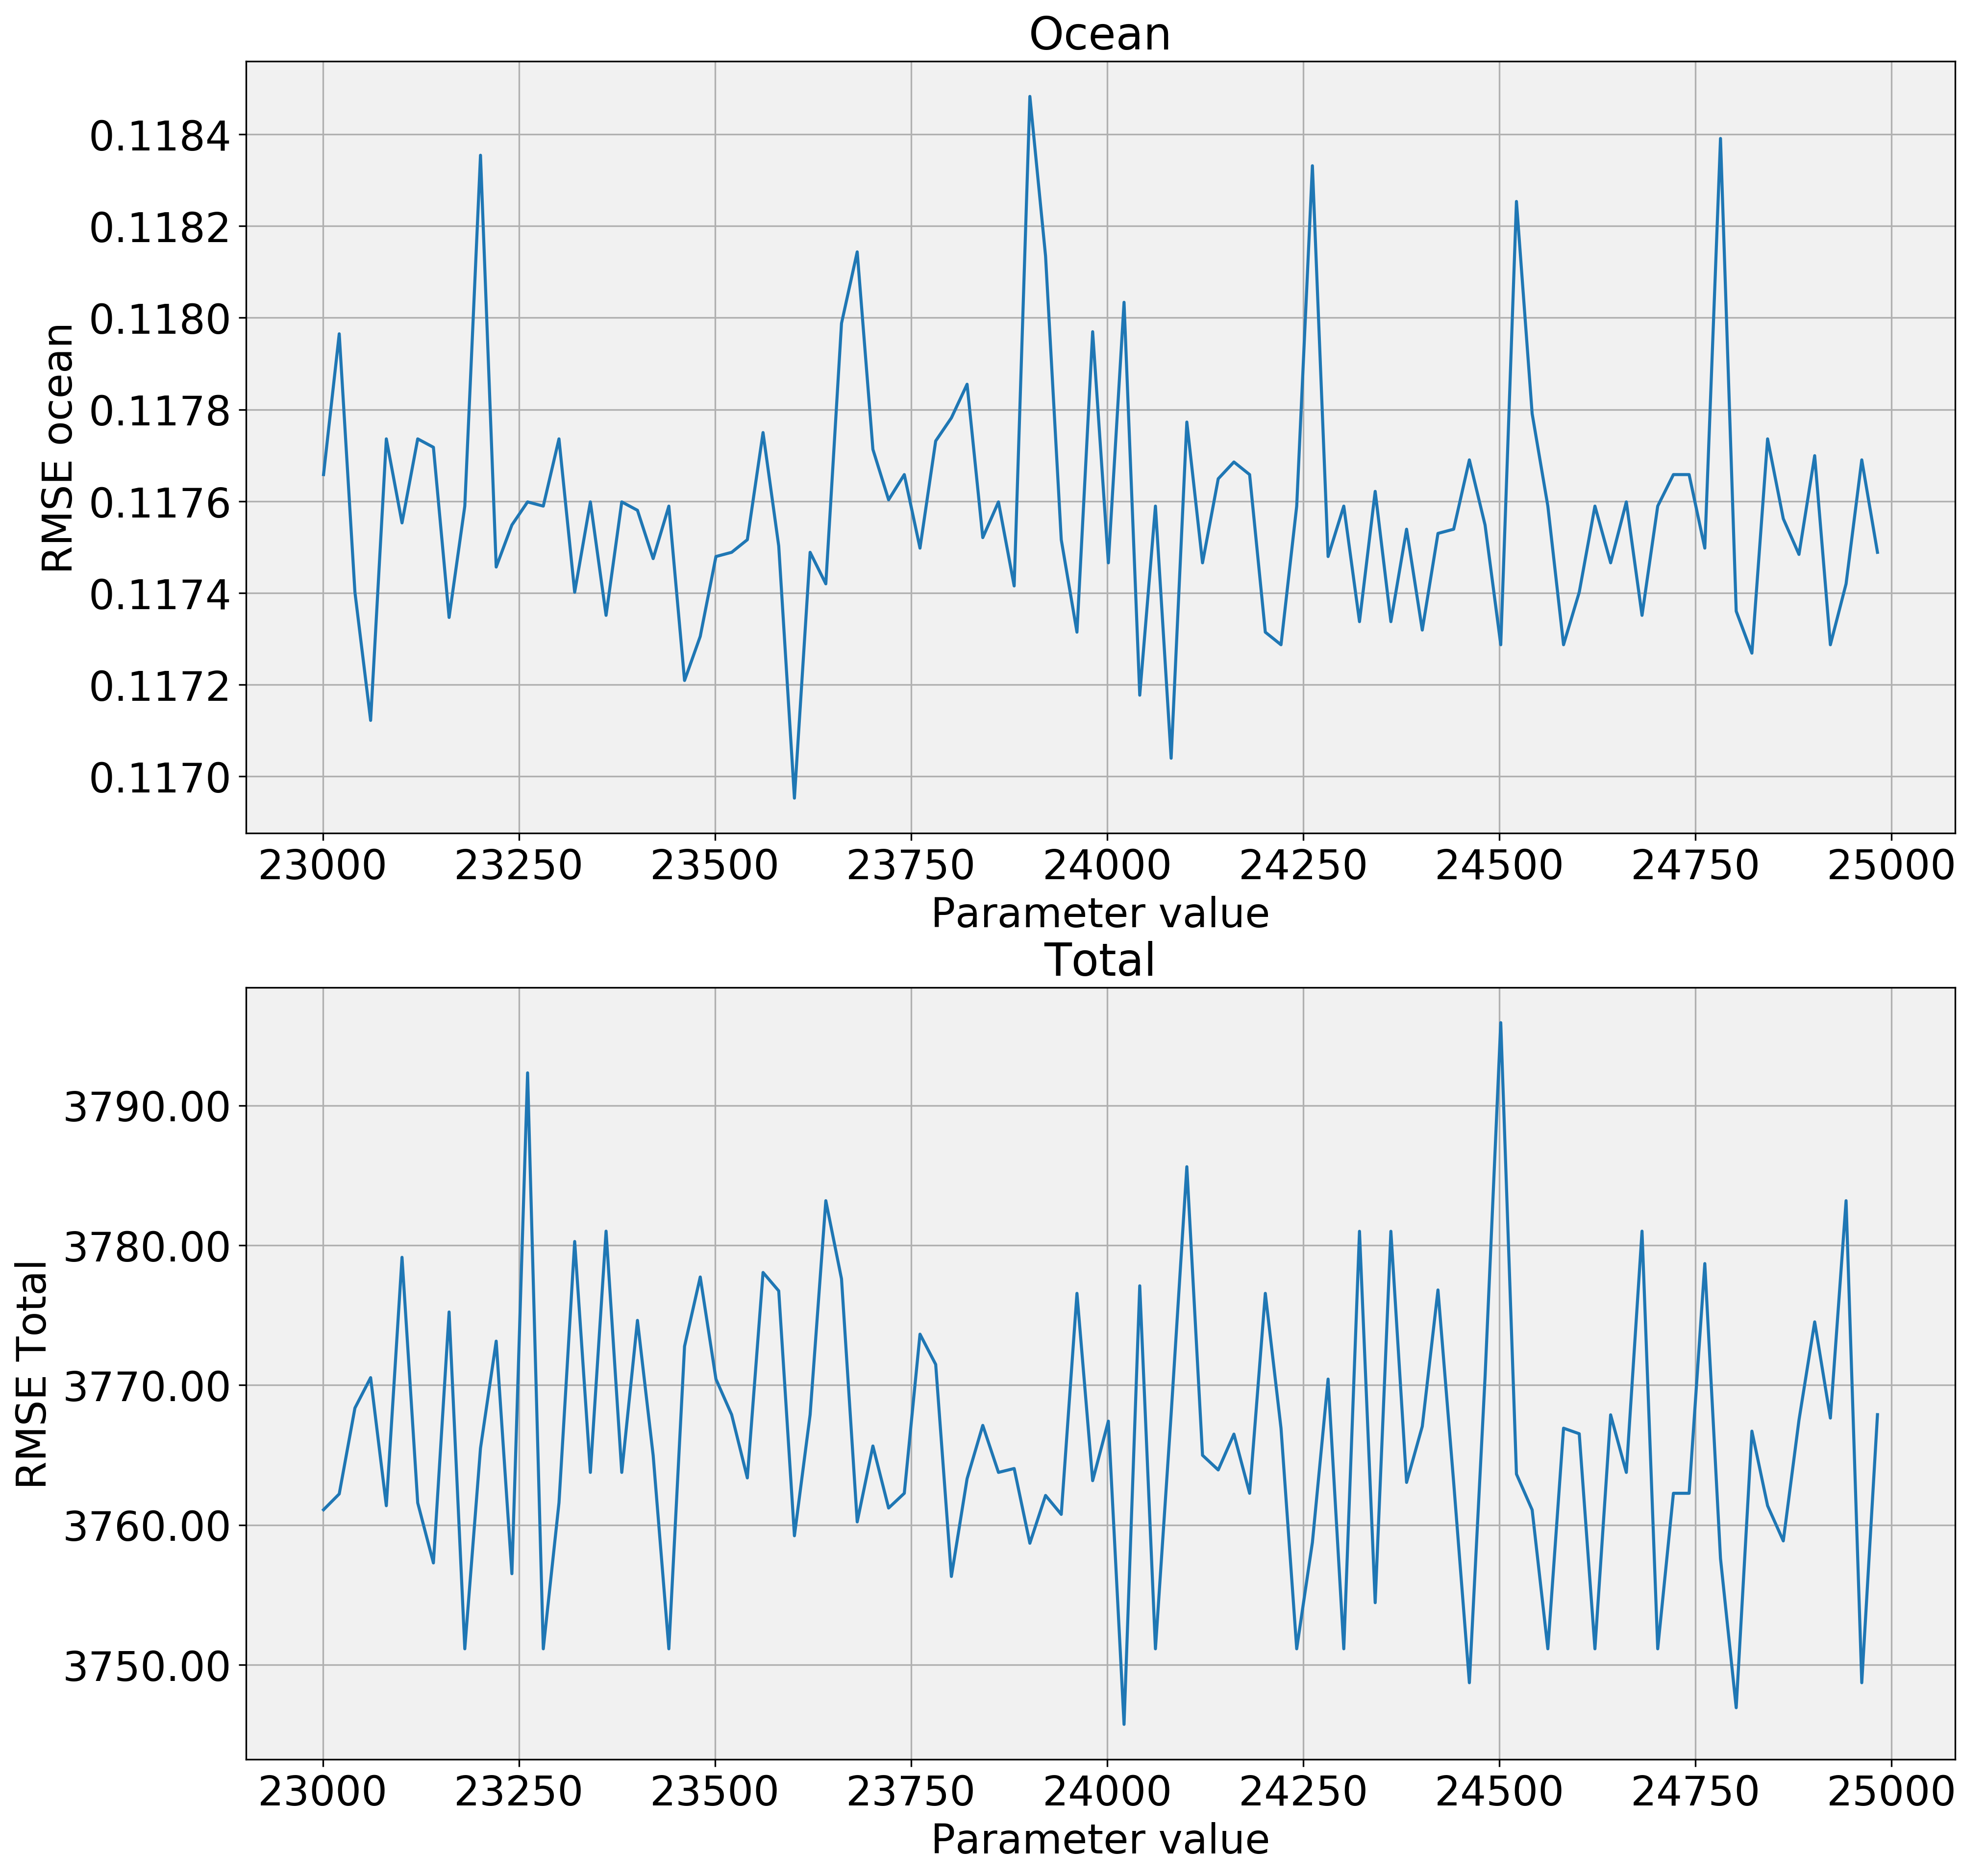 Ocean
0.1184
0.1182
0.1180
0.1178
0.1176
0.1174
0.1172
0.1170
RMSE ocean
23000 23250 23500 23750 24000 24250 24500 24750 25000
Parameter value
Total
3790.00
3780.00
3770.00
3760.00
3750.00
RMSE Total
23000 23250 23500 23750 24000 24250 24500 24750 25000
Parameter value